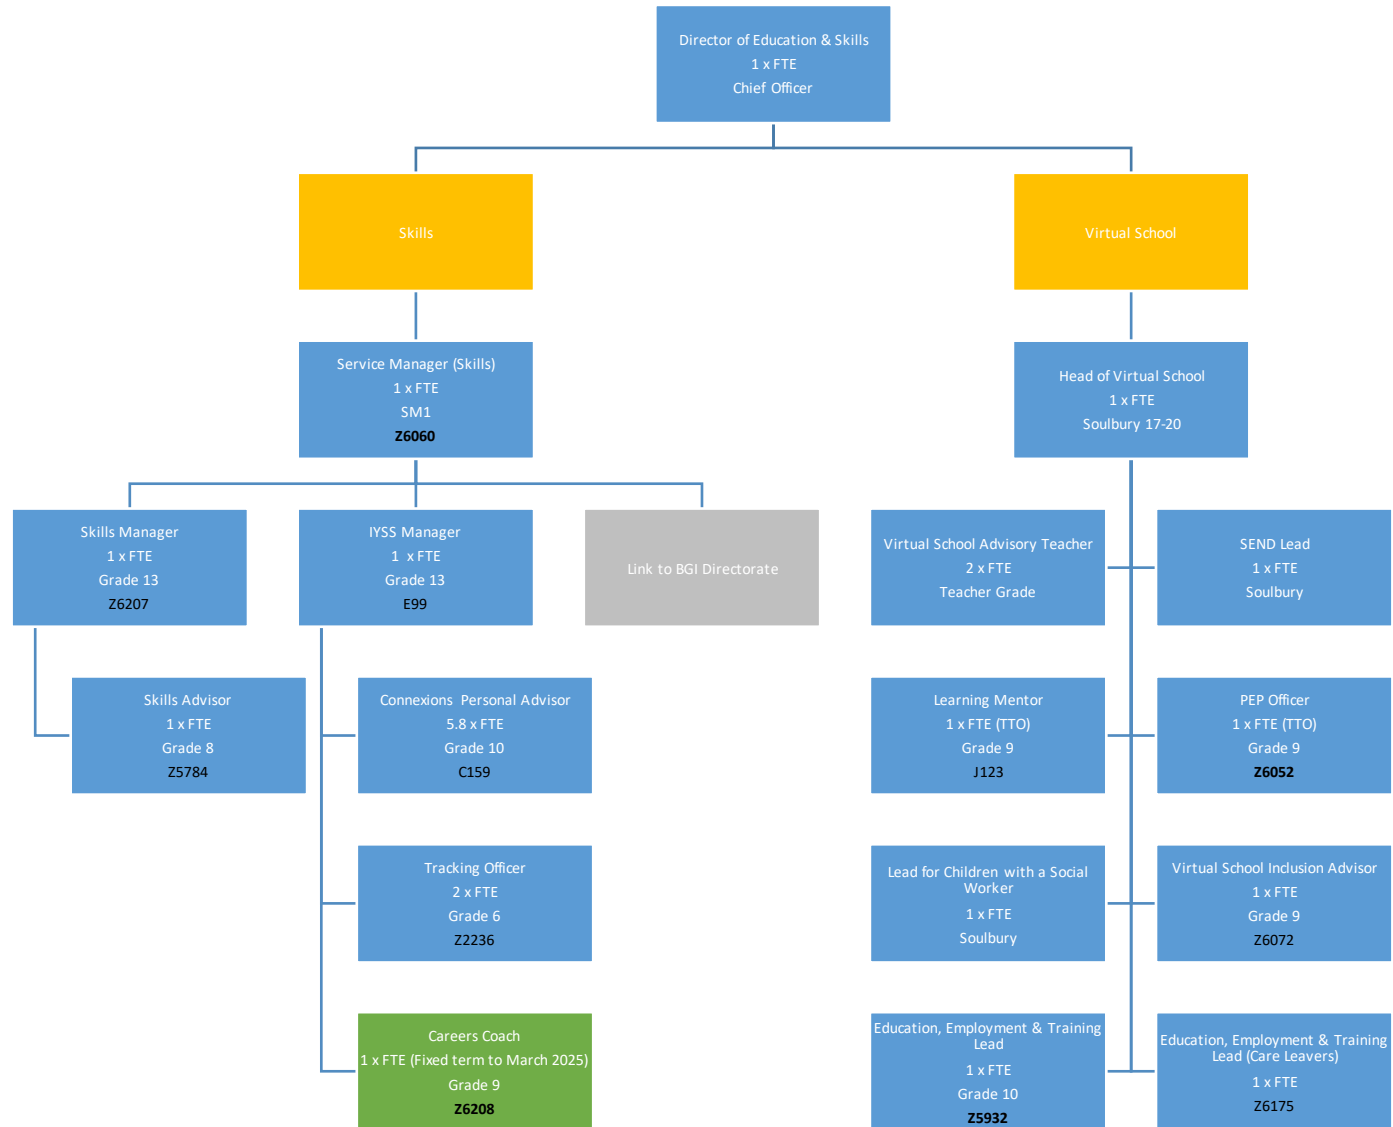 Director of Education & Skills
1 x FTE
Chief Officer
Skills
Virtual School
Service Manager (Skills)
1 x FTE
SM1
Z6060
Head of Virtual School
1 x FTE
Soulbury 17-20
Skills Manager
1 x FTE
Grade 13
Z6207
IYSS Manager
1 x FTE
Grade 13
E99
Link to BGI Directorate
Virtual School Advisory Teacher
2 x FTE
Teacher Grade
SEND Lead
1 x FTE
Soulbury
Skills Advisor
1 x FTE
Grade 8
Z5784
Connexions Personal Advisor
5.8 x FTE
Grade 10
C159
Learning Mentor
1 x FTE (TTO)
Grade 9
J123
PEP Officer
1 x FTE (TTO)
Grade 9
Z6052
Tracking Officer
2 x FTE
Grade 6
Z2236
Lead for Children with a Social
Worker
1 x FTE
Soulbury
Virtual School Inclusion Advisor
1 x FTE
Grade 9
Z6072
Careers Coach
1 x FTE (Fixed term to March 2025)
Grade 9
Z6208
Education, Employment & Training
Lead
1 x FTE
Grade 10
Z5932
Education, Employment & Training
Lead (Care Leavers)
1 x FTE
Z6175